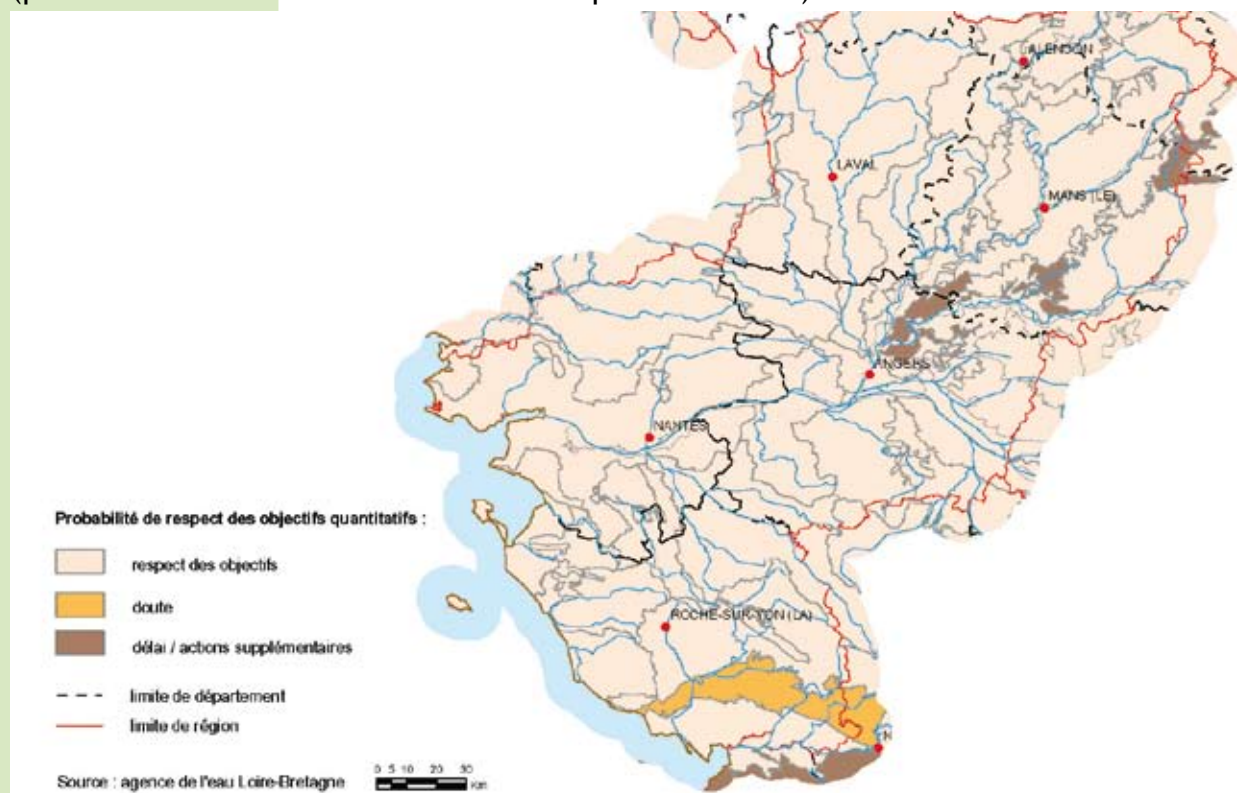 ALENCON
LAVAL
MANS (LE)
ANGERS
NANTES
ROCHE-SUR-YON (LA)
N
Probabilité de respect des objectifs quantitatifs :
respect des objectifs
doute
délai / actions supplémentaires
limite de département
limite de région
Source : agence de l'eau Loire-Bretagne
0 5 10 20 30
Km